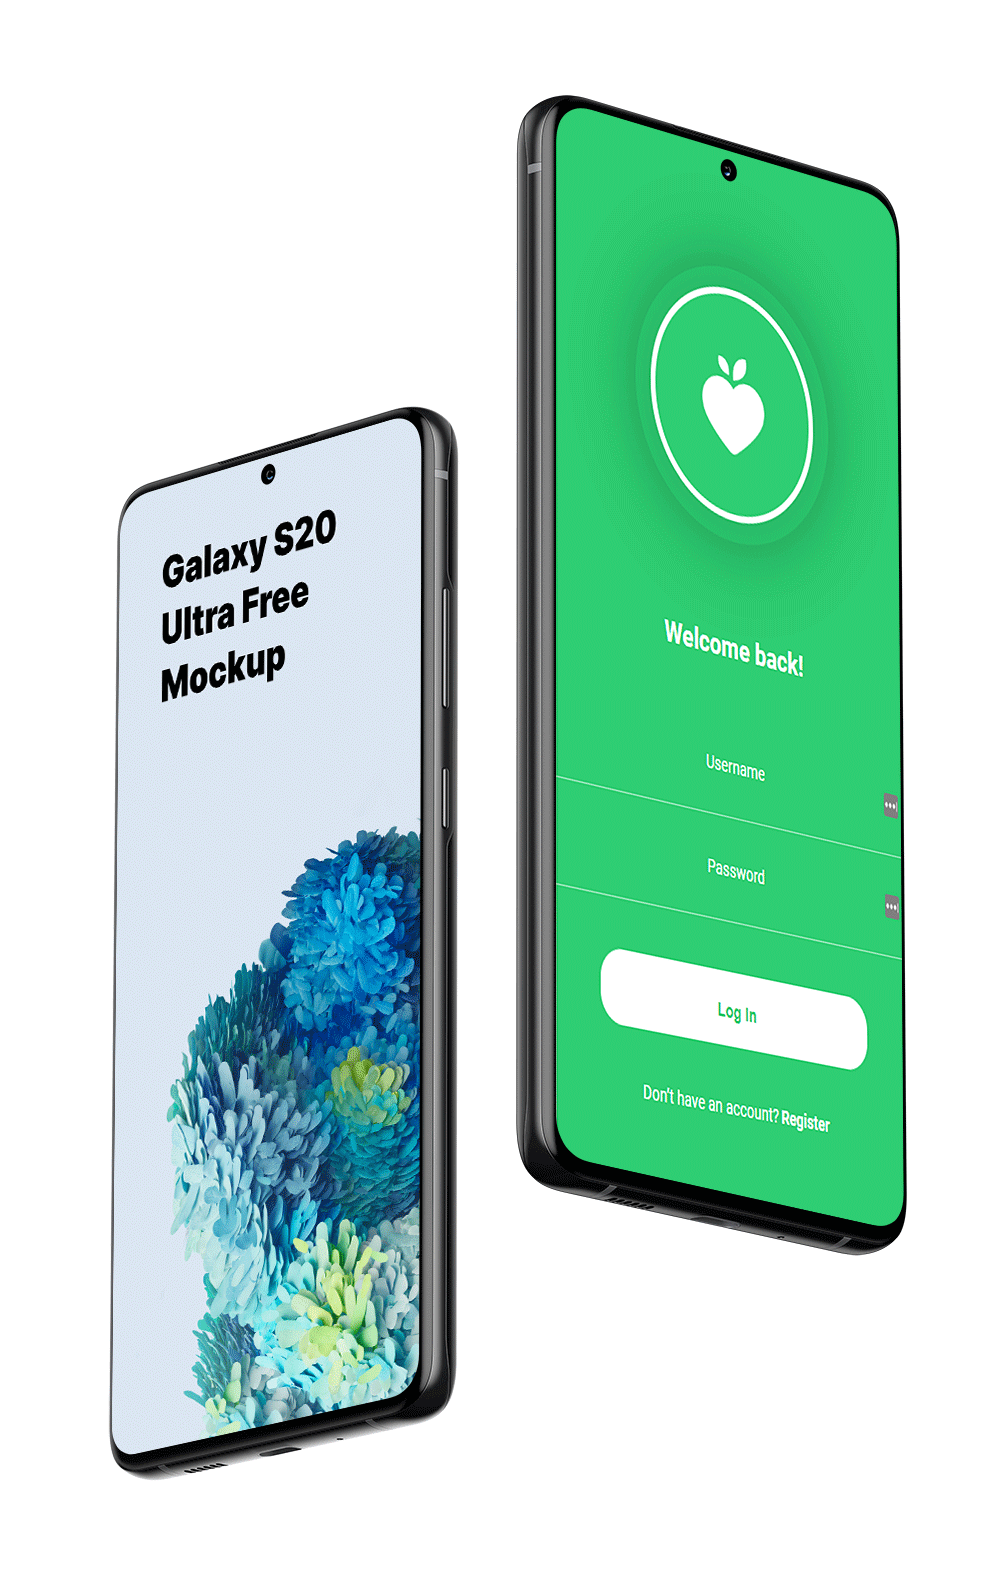 Galaxy S20
Ultra Free
Mockup
Welcome back!
Username
Password
Log In
Don't have an account? Register